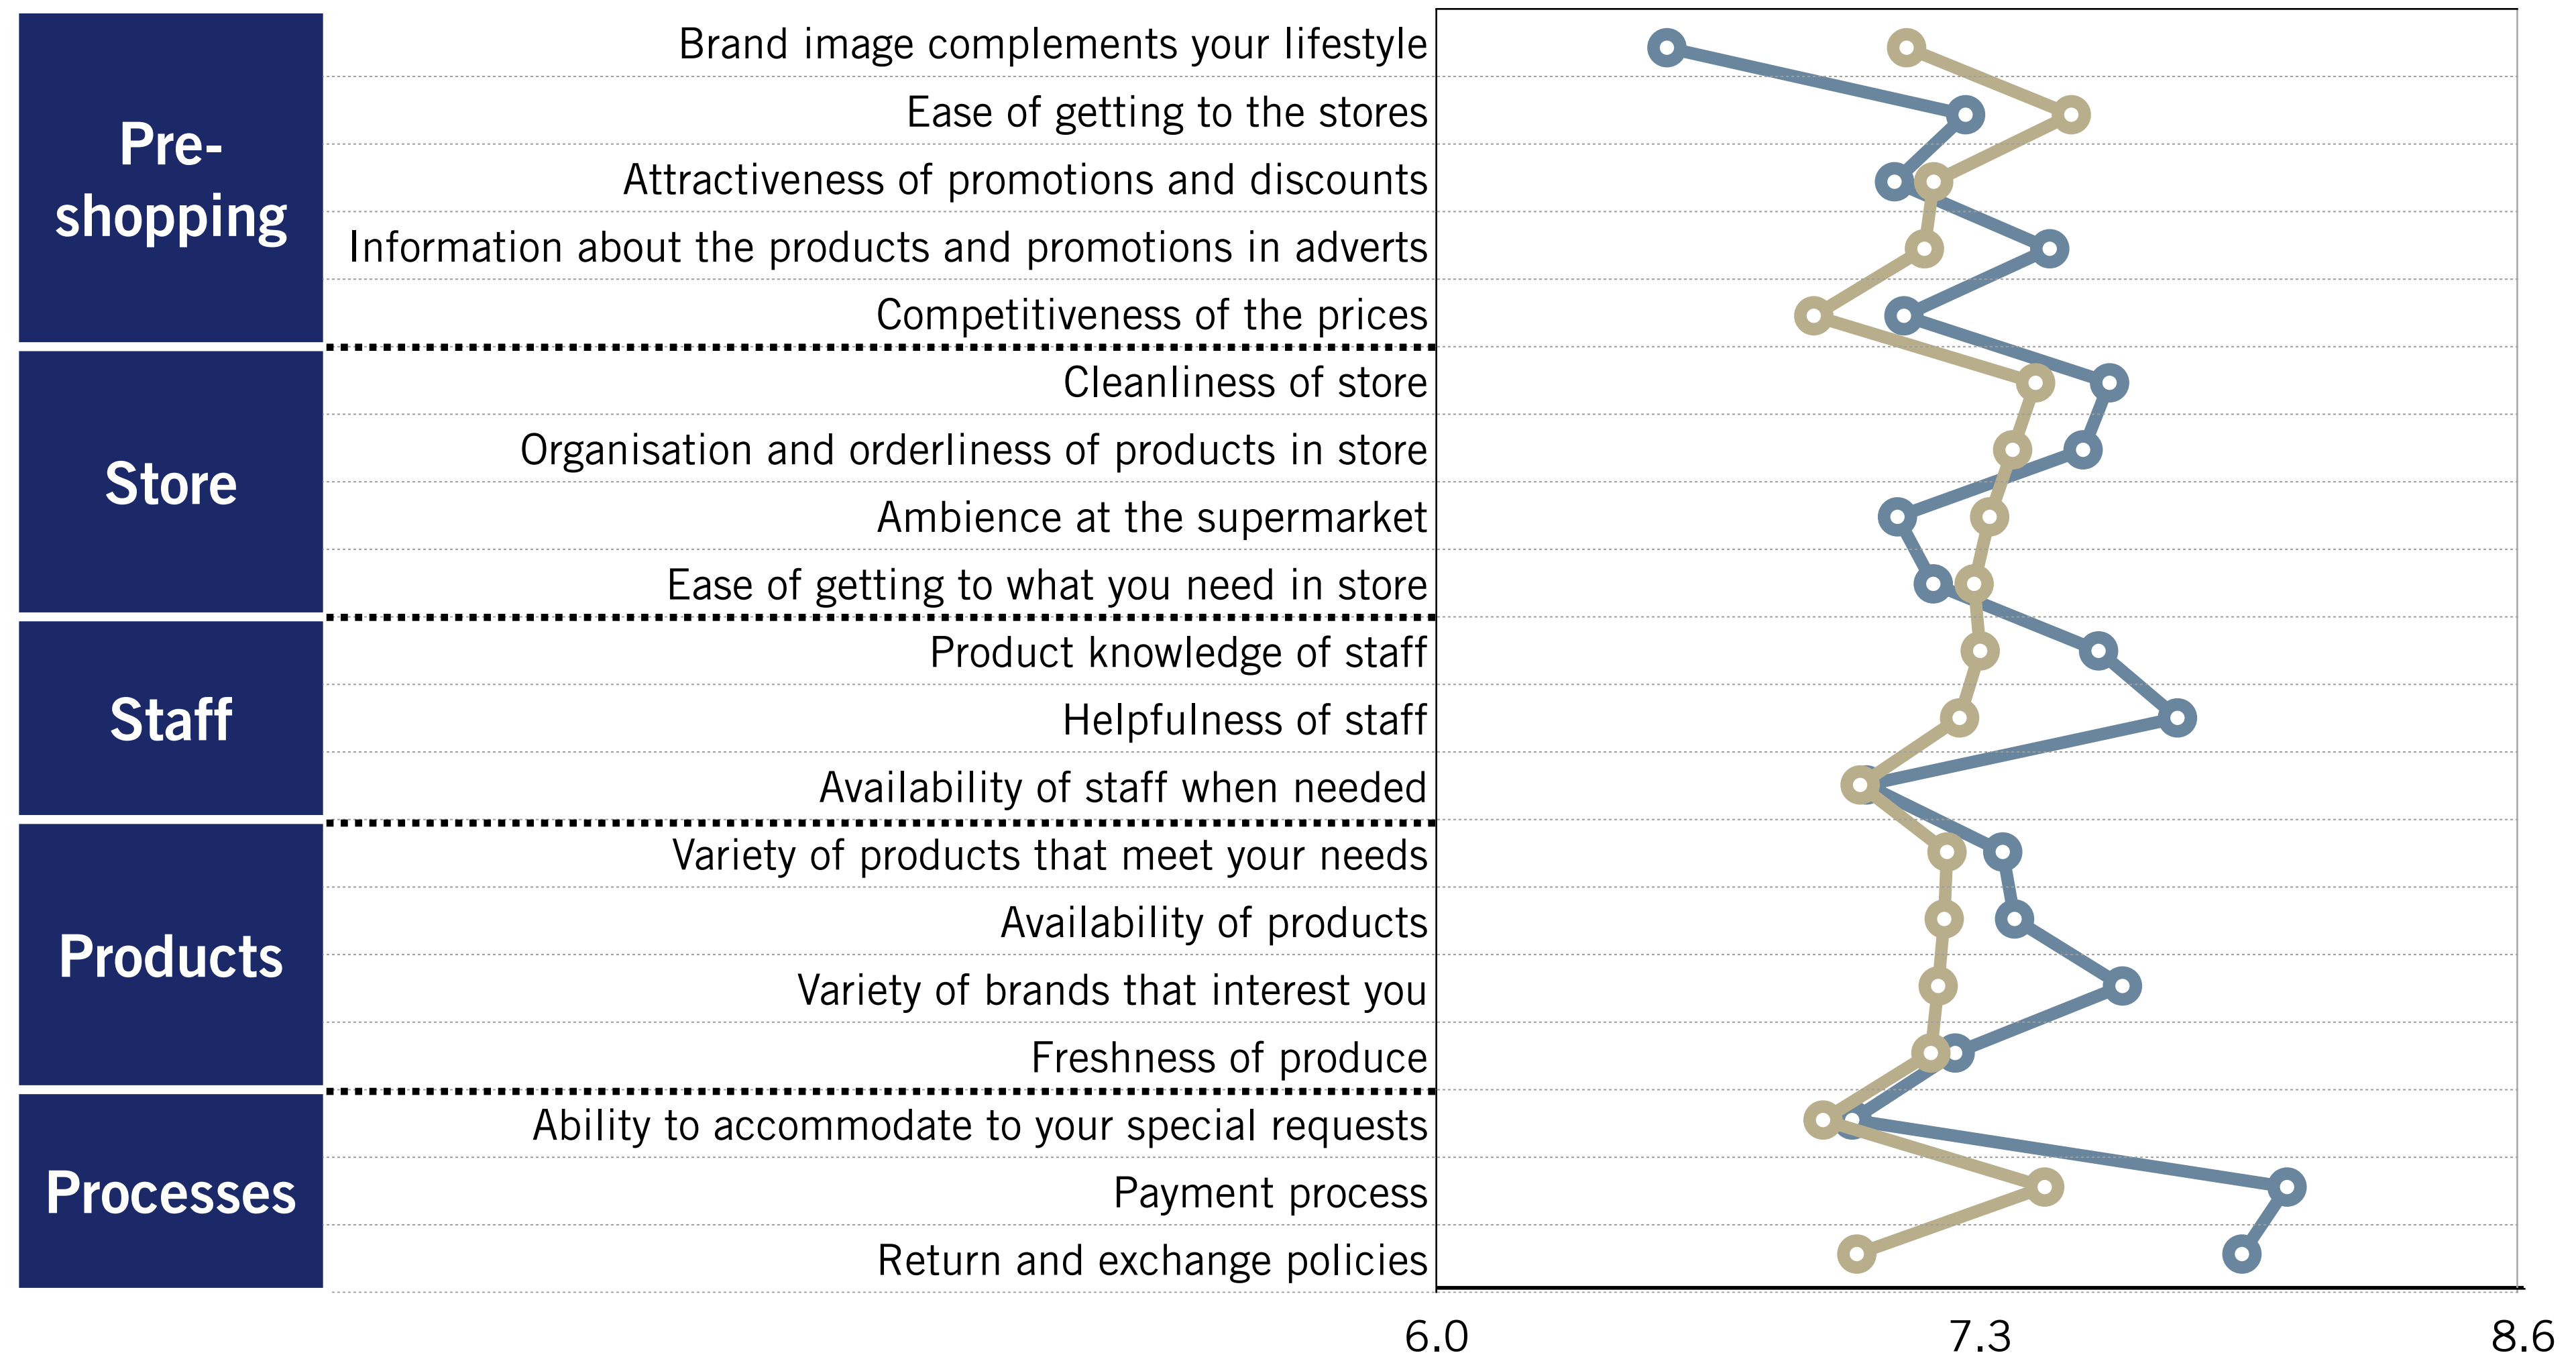 Pre-
shopping
Brand image complements your lifestyle
Ease of getting to the stores
Attractiveness of promotions and discounts
Information about the products and promotions in adverts
Competitiveness of the prices
Store
Cleanliness of store
Organisation and orderliness of products in store
Ambience at the supermarket
Ease of getting to what you need in store
Staff
Product knowledge of staff
Helpfulness of staff
Availability of staff when needed
Products
Variety of products that meet your needs
Availability of products
Variety of brands that interest you
Freshness of produce
Processes
Ability to accommodate to your special requests
Payment process
Return and exchange policies
6.0 7.3 8.6